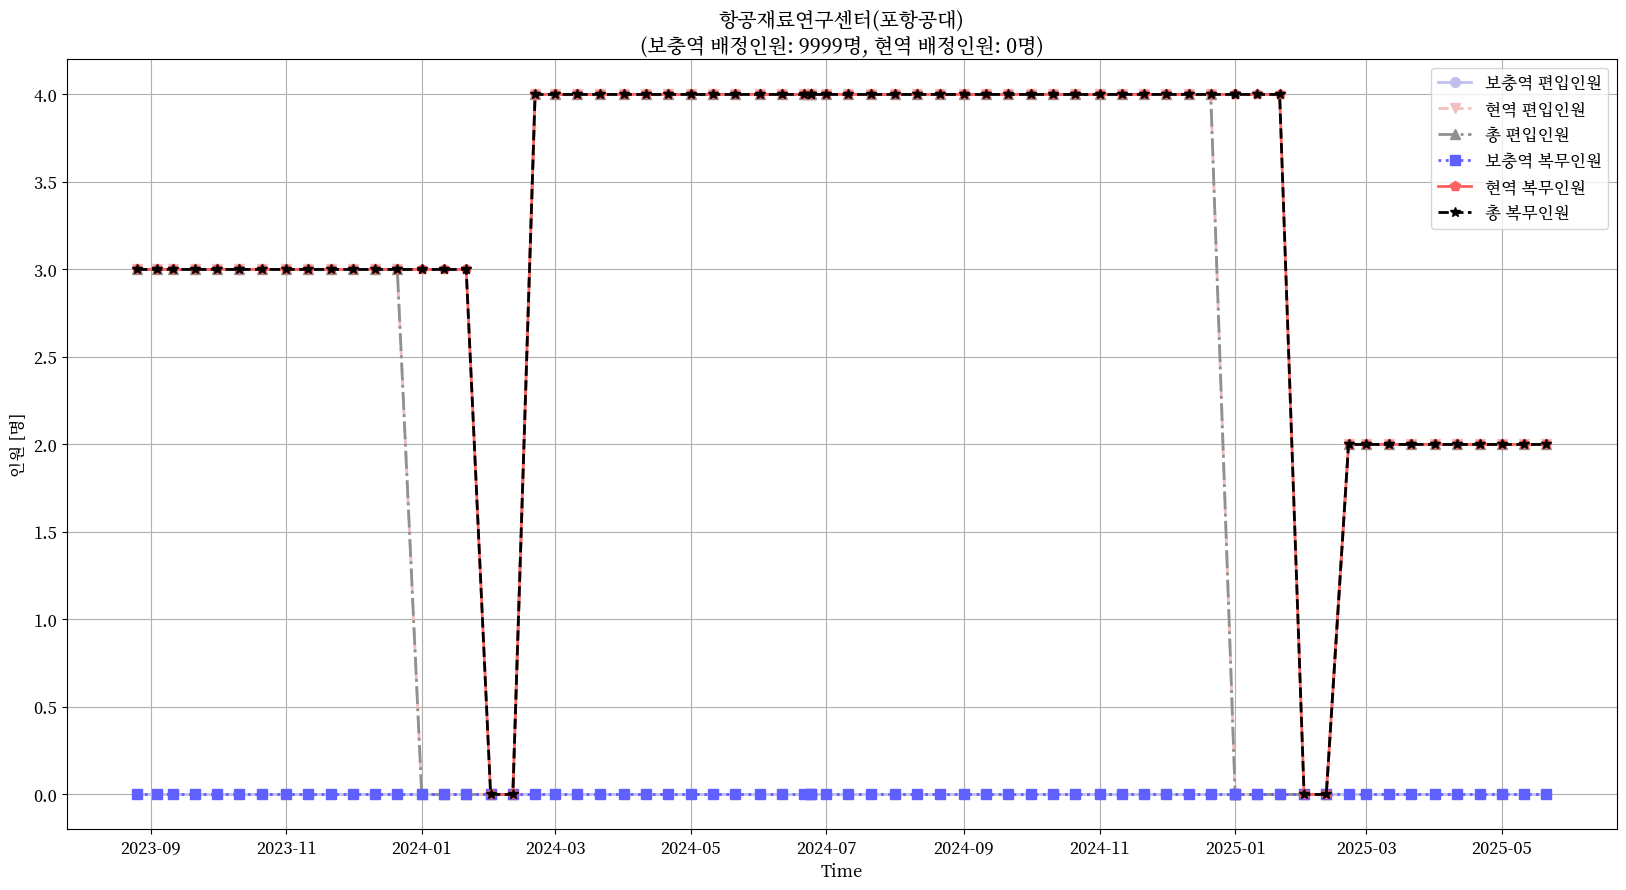 항공재료연구센터(포항공대)
(보충역 배정인원: 9999명, 현역 배정인원: 0명)
보충역 편입인원
현역 편입인원
총 편입인원
보충역 복무인원
현역 복무인원
총 복무인원
인원 [명]
4.0
3.5
3.0
2.5
2.0
1.5
1.0
0.5
0.0
2023-09 2023-11 2024-01 2024-03 2024-05 2024-07 2024-09 2024-11 2025-01 2025-03 2025-05
Time